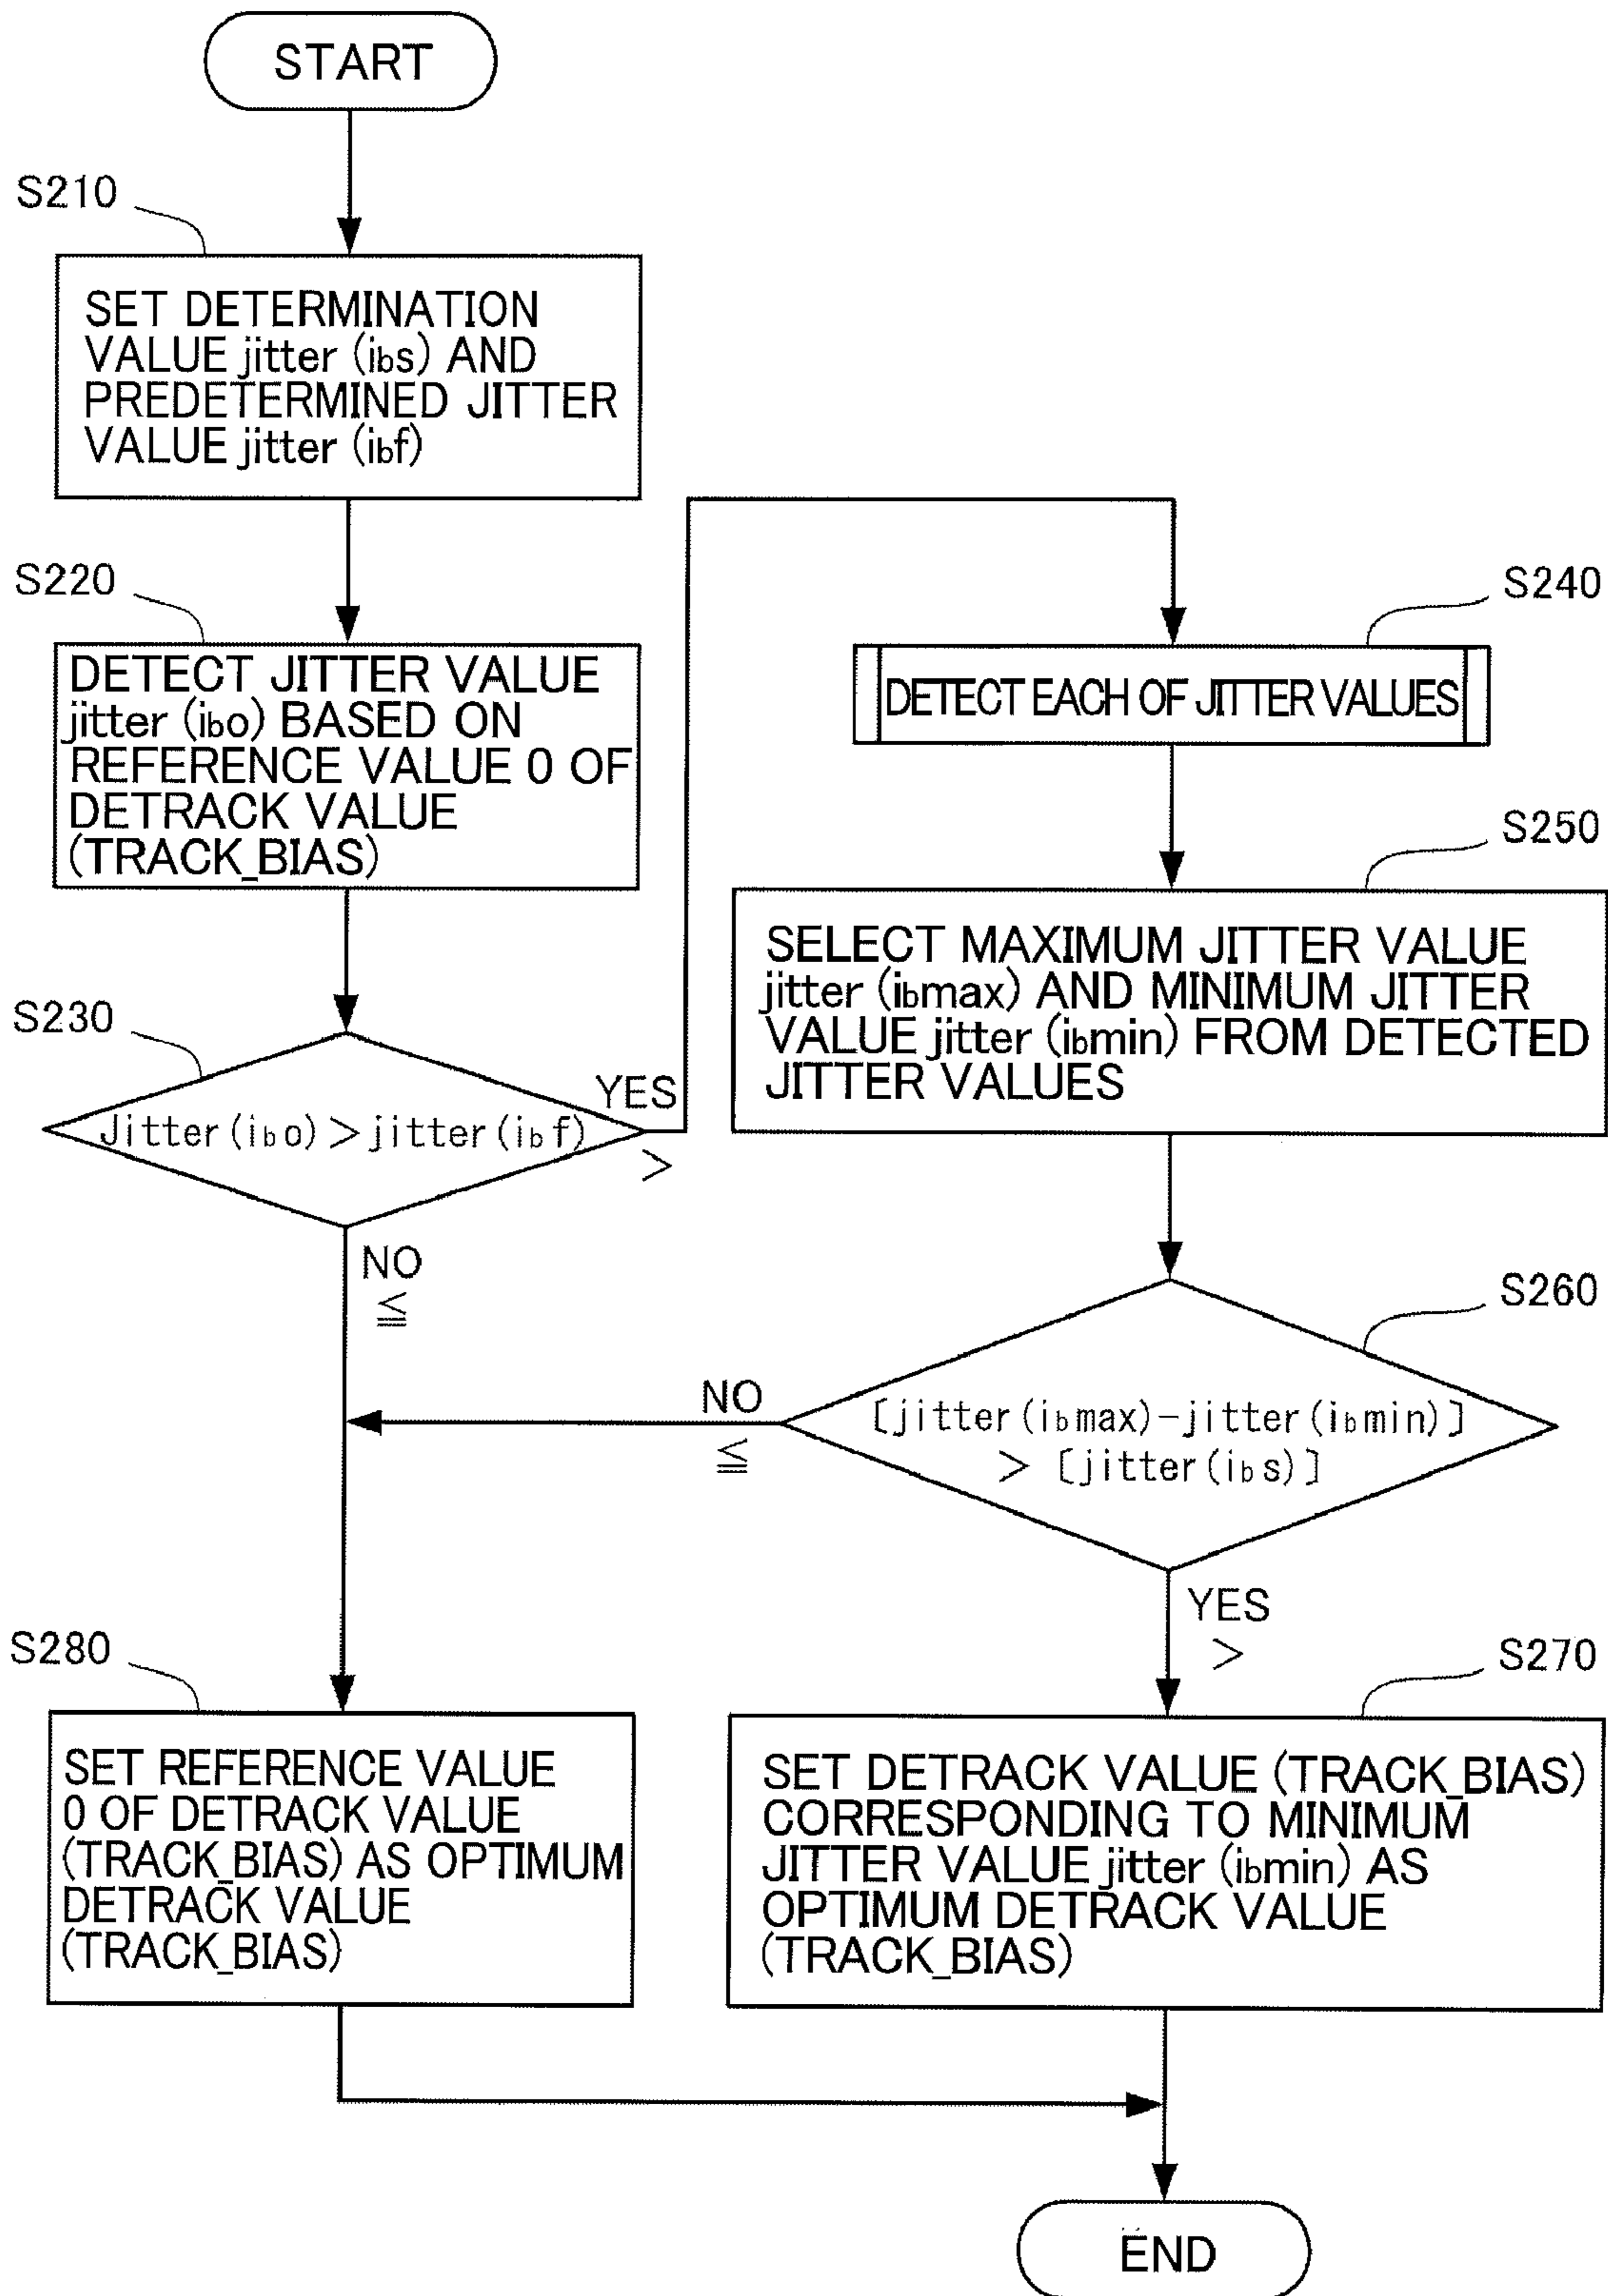 START
S210
SET DETERMINATION
VALUE jitter (ibs) AND
PREDETERMINED JITTER
VALUE jitter (ibf)
S220
DETECT JITTER VALUE
jitter (ibo) BASED ON
REFERENCE VALUE 0 OF
DETRACK VALUE
(TRACK_BIAS)
S230
Jitter(ibo)>jitter(ibf)
YES
>
NO
≦
S240
DETECT EACH OF JITTER VALUES
S250
SELECT MAXIMUM JITTER VALUE
jitter (ibmax) AND MINIMUM JITTER
VALUE jitter (ibmin) FROM DETECTED
JITTER VALUES
S260
[jitter(ibmax)-jitter(ibmin)]
> [jitter(ibs)]
NO
≦
YES
>
S270
SET DETRACK VALUE (TRACK_BIAS)
CORRESPONDING TO MINIMUM
JITTER VALUE jitter (ibmin) AS
OPTIMUM DETRACK VALUE
(TRACK_BIAS)
S280
SET REFERENCE VALUE
0 OF DETRACK VALUE
(TRACK_BIAS) AS OPTIMUM
DETRACK VALUE
(TRACK_BIAS)
END